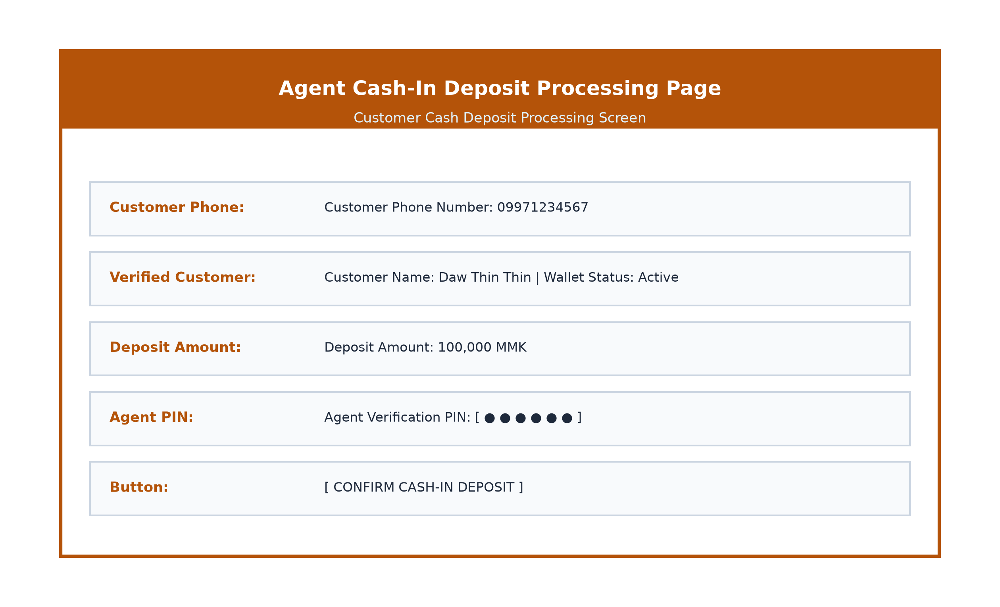 Agent Cash-In Deposit Processing Page
Customer Cash Deposit Processing Screen
Customer Phone: Customer Phone Number: 09971234567
Verified Customer: Customer Name: Daw Thin Thin | Wallet Status: Active
Deposit Amount: Deposit Amount: 100,000 MMK
Agent PIN: Agent Verification PIN: [ ● ● ● ● ● ● ]
Button: [ CONFIRM CASH-IN DEPOSIT ]